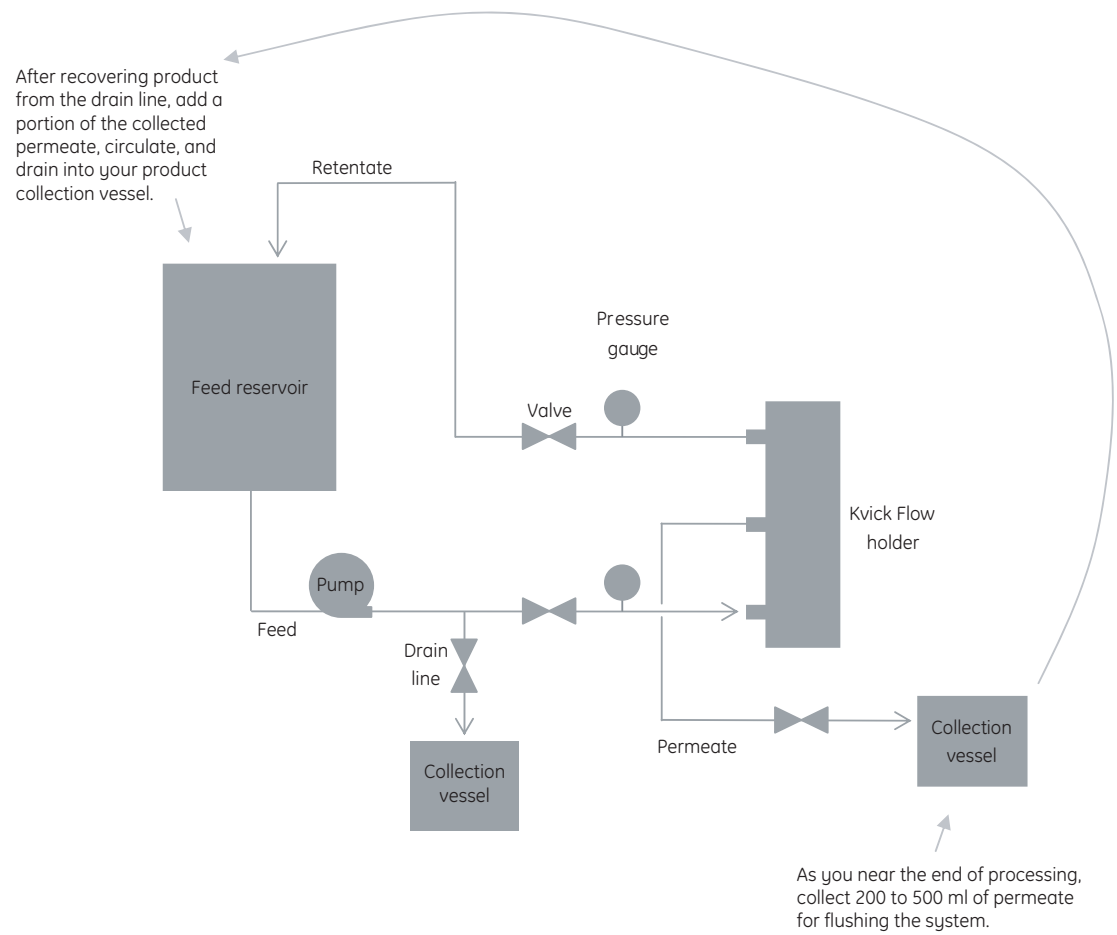 After recovering product
from the drain line, add a
portion of the collected
permeate, circulate, and
drain into your product
collection vessel.
Retentate
Feed reservoir
Pressure
gauge
Valve
Kvick Flow
holder
Pump
Feed
Drain
line
Collection
vessel
Permeate
Collection
vessel
As you near the end of processing,
collect 200 to 500 ml of permeate
for flushing the system.